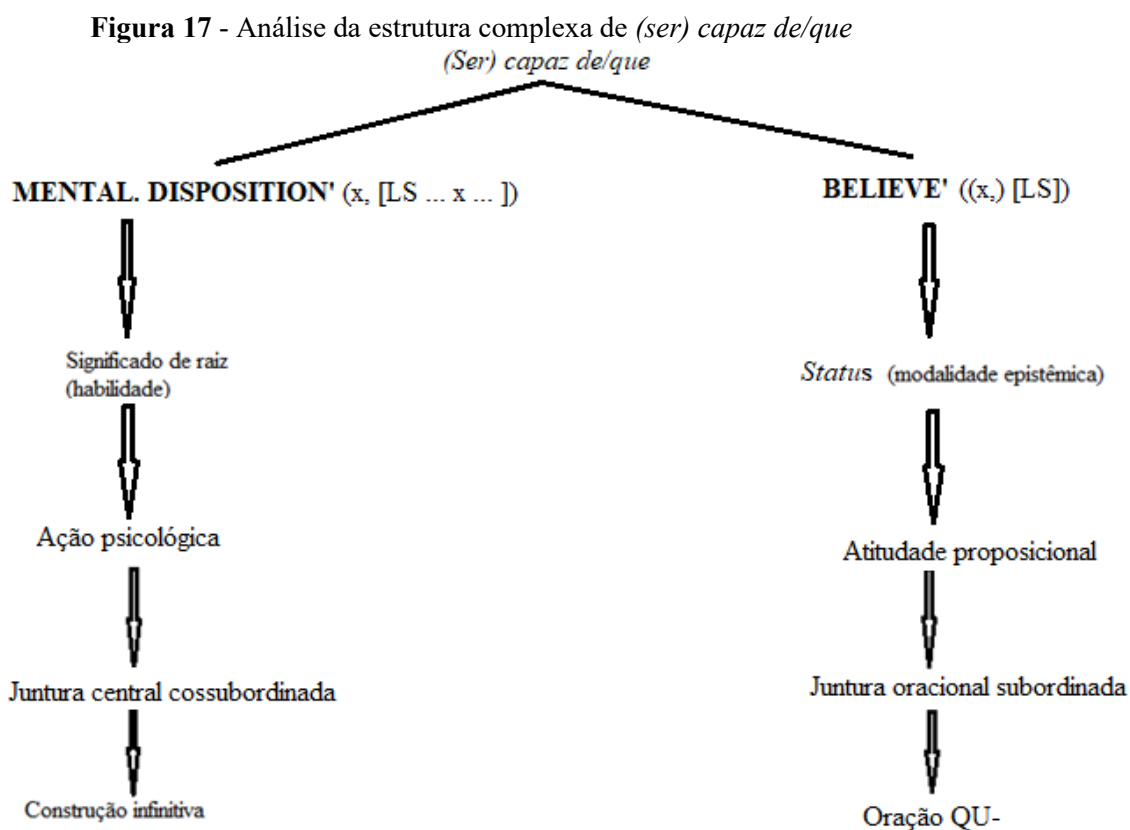 Figura 17 - Análise da estrutura complexa de (ser) capaz de/que
(Ser) capaz de/que
MENTAL. DISPOSITION' (x, [LS ... x ... ])
BELIEVE' ((x,) [LS])
Significado de raiz
(habilidade)
Status (modalidade epistêmica)
Ação psicológica
Atitudade proposicional
Juntura central cossubordinada
Juntura oracional subordinada
Construção infinitiva
Oração QU-